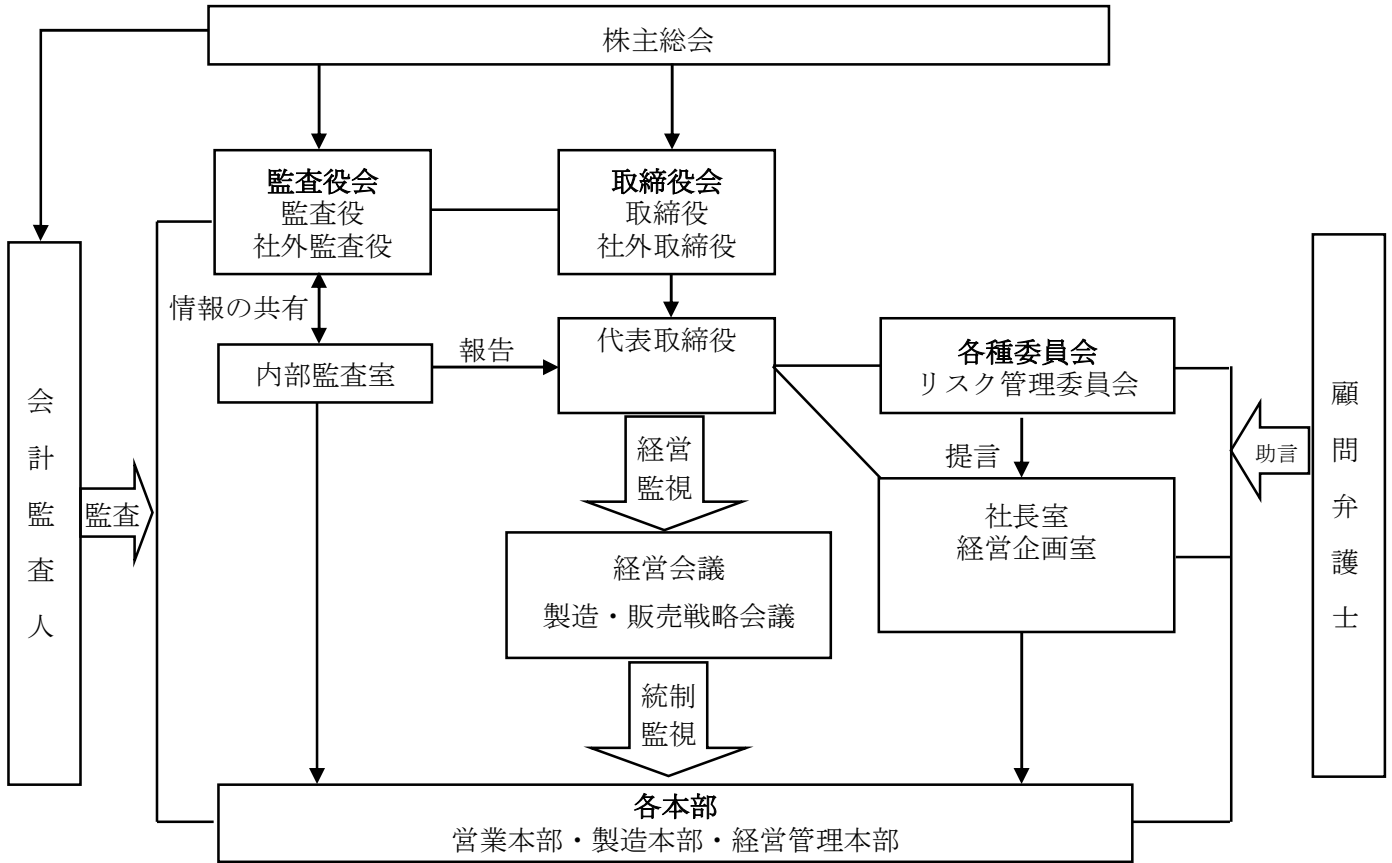 株主総会
監査役会
監査役
社外監査役
取締役会
取締役
社外取締役
情報の共有
内部監査室
報告
代表取締役
各種委員会
リスク管理委員会
会計監査人
監査
経営
監視
提言
助言
顧問弁護士
社長室
経営企画室
経営会議
製造・販売戦略会議
統制
監視
各本部
営業本部・製造本部・経営管理本部